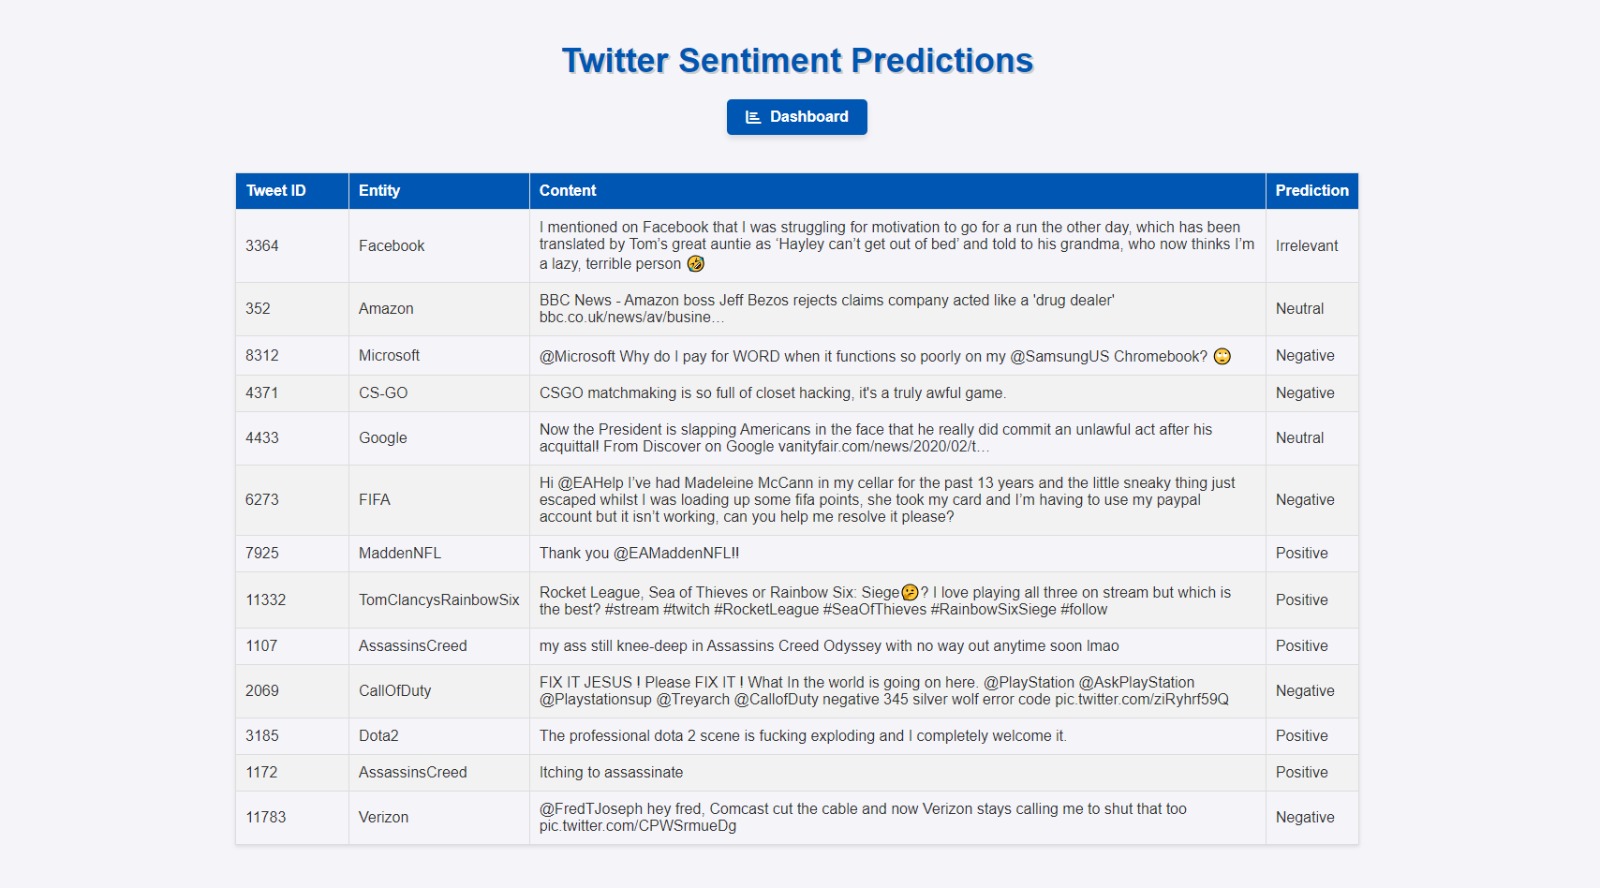 Twitter Sentiment Predictions
Dashboard
Tweet ID Entity Content Prediction
3364 Facebook I mentioned on Facebook that I was struggling for motivation to go for a run the other day, which has been
translated by Tom’s great auntie as ‘Hayley can’t get out of bed’ and told to his grandma, who now thinks I’m
a lazy, terrible person 🤣 Irrelevant
352 Amazon BBC News - Amazon boss Jeff Bezos rejects claims company acted like a 'drug dealer'
bbc.co.uk/news/av/busine… Neutral
8312 Microsoft @Microsoft Why do I pay for WORD when it functions so poorly on my @SamsungUS Chromebook? 🙄 Negative
4371 CS-GO CSGO matchmaking is so full of closet hacking, it's a truly awful game. Negative
4433 Google Now the President is slapping Americans in the face that he really did commit an unlawful act after his
acquittal! From Discover on Google vanityfair.com/news/2020/02/t… Neutral
6273 FIFA Hi @EAHelp I’ve had Madeleine McCann in my cellar for the past 13 years and the little sneaky thing just
escaped whilst I was loading up some fifa points, she took my card and I’m having to use my paypal
account but it isn’t working, can you help me resolve it please? Negative
7925 MaddenNFL Thank you @EAMaddenNFL!! Positive
11332 TomClancysRainbowSix Rocket League, Sea of Thieves or Rainbow Six: Siege🤔? I love playing all three on stream but which is
the best? #stream #twitch #RocketLeague #SeaOfThieves #RainbowSixSiege #follow Positive
1107 AssassinsCreed my ass still knee-deep in Assassins Creed Odyssey with no way out anytime soon lmao Positive
2069 CallOfDuty FIX IT JESUS ! Please FIX IT ! What In the world is going on here. @PlayStation @AskPlayStation
@Playstationsup @Treyarch @CallofDuty negative 345 silver wolf error code pic.twitter.com/ziRyhrf59Q Negative
3185 Dota2 The professional dota 2 scene is fucking exploding and I completely welcome it. Positive
1172 AssassinsCreed Itching to assassinate Positive
11783 Verizon @FredTJoseph hey fred, Comcast cut the cable and now Verizon stays calling me to shut that too
pic.twitter.com/CPWSrmueDg Negative